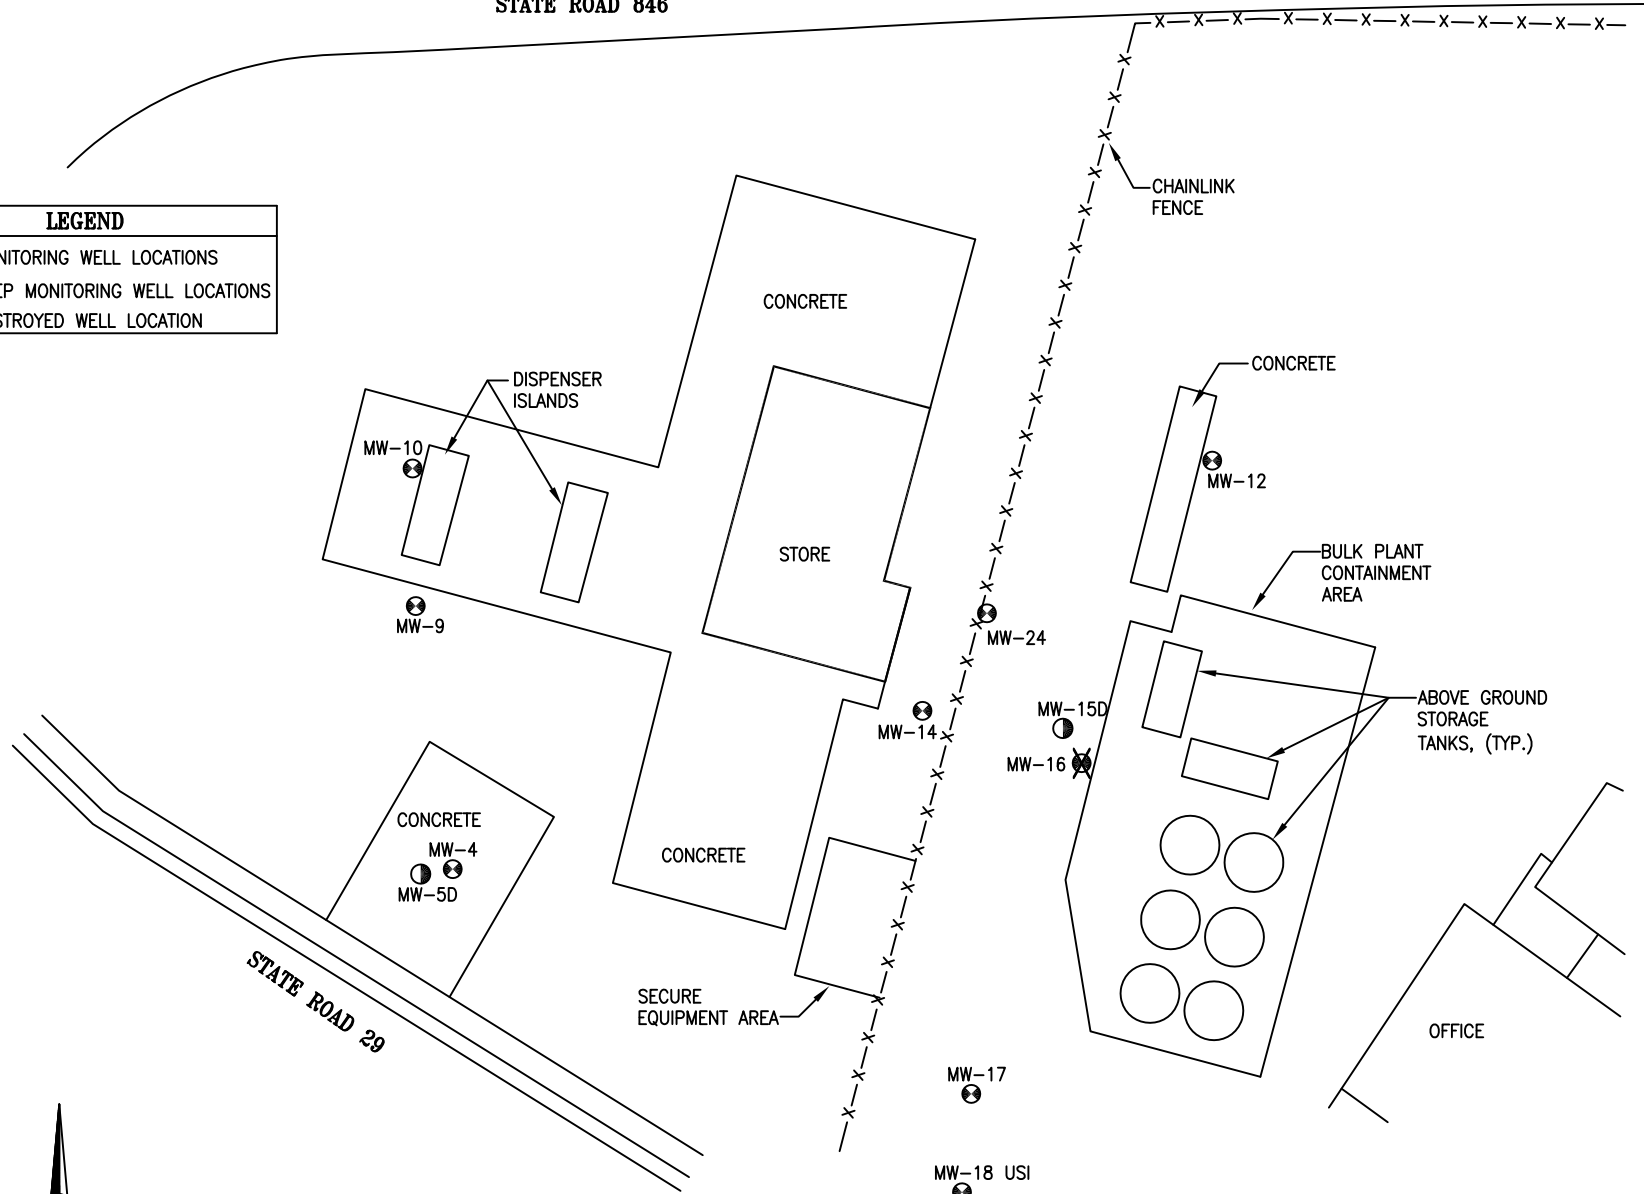 STATE ROAD 846
CHAINLINK
FENCE
LEGEND
NITORING WELL LOCATIONS
EP MONITORING WELL LOCATIONS
STROYED WELL LOCATION
CONCRETE
CONCRETE
DISPENSER
ISLANDS
MW-10
MW-12
STORE
BULK PLANT
CONTAINMENT
AREA
MW-9
MW-24
ABOVE GROUND
STORAGE
TANKS, (TYP.)
MW-15D
MW-14
MW-16
CONCRETE
MW-4
MW-5D
CONCRETE
STATE ROAD 29
SECURE
EQUIPMENT AREA
OFFICE
MW-17
MW-18 USI